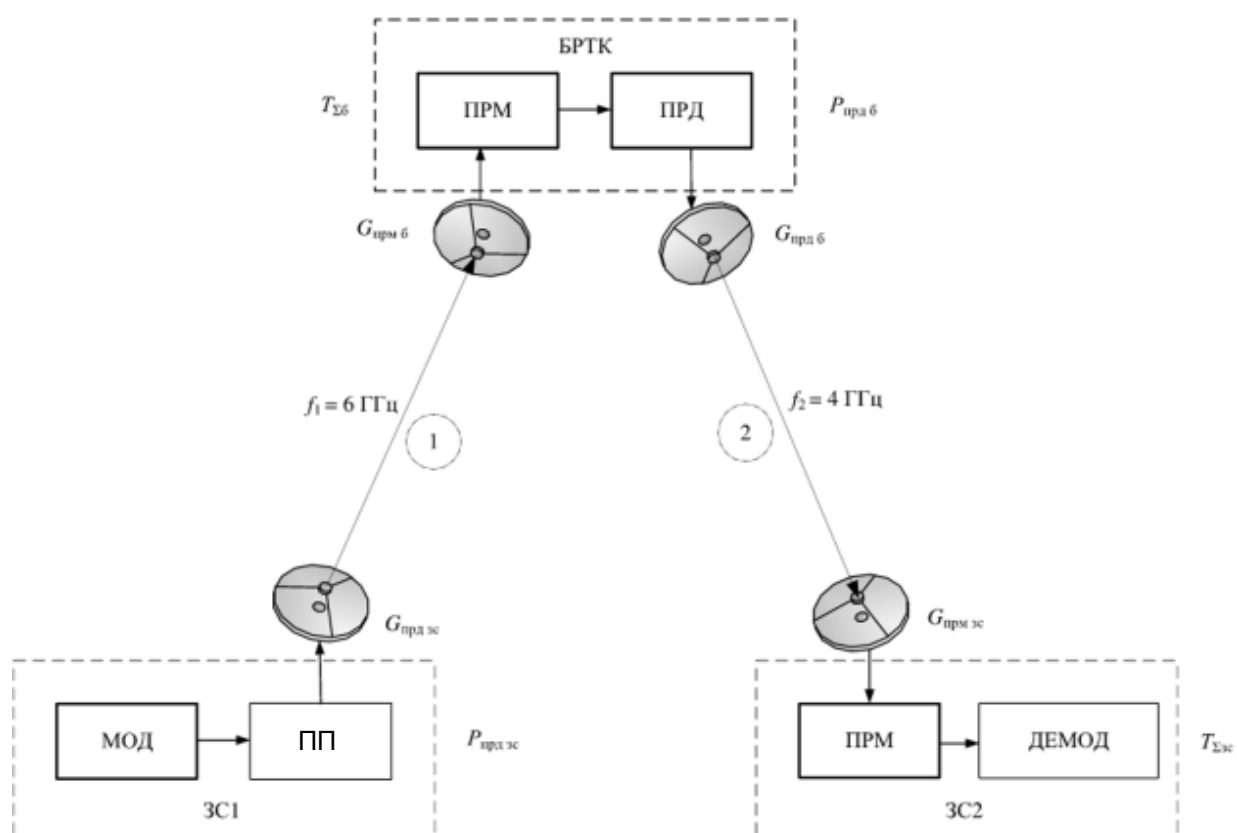 БРТК
TΣб
ПРМ
ПРД
Pпрд б
Gпрм б
Gпрд б
f1 = 6 ГГц
f2 = 4 ГГц
1
2
Gпрд зс
Gпрм зс
МОД
ПП
Pпрд зс
ПРМ
ДЕМОД
TΣзс
ЗС1
ЗС2